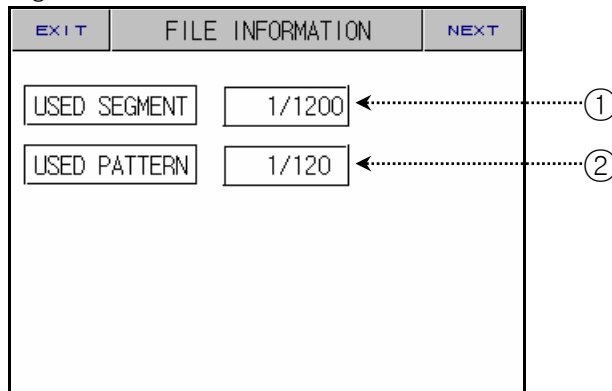 EXIT FILE INFORMATION NEXT
USED SEGMENT 1/1200 ①
USED PATTERN 1/120 ②